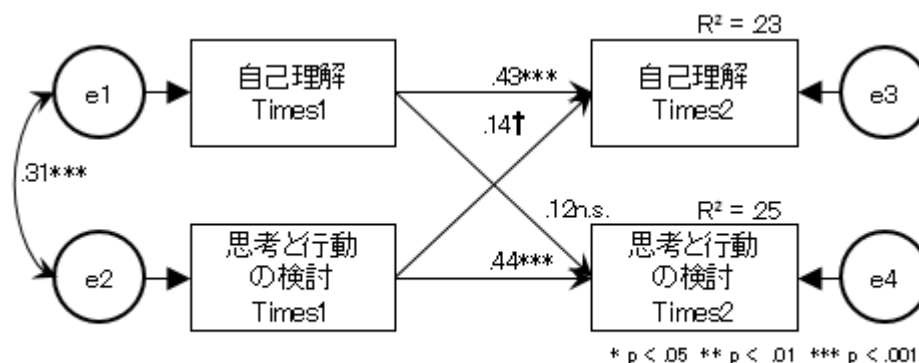 R² = .23
e1
自己理解
Times1
.43***
自己理解
Times2
e3
.14†
.31***
.12n.s.
R² = .25
e2
思考と行動
の検討
Times1
.44***
思考と行動
の検討
Times2
e4
* p < .05 ** p < .01 *** p < .001